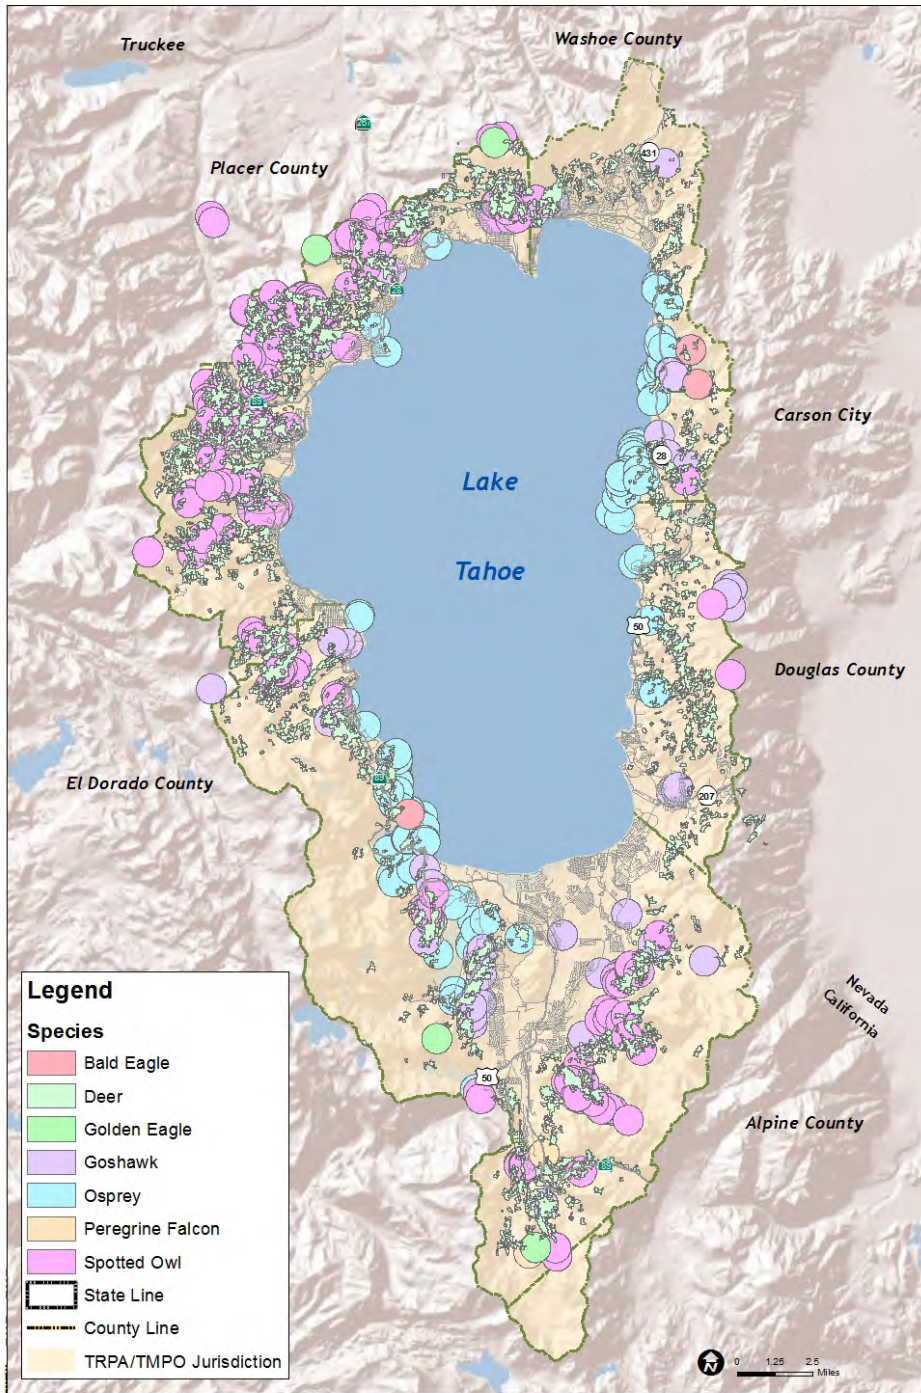 Truckee
Washoe County
267
431
Placer County
28
89
Carson City
28
Lake
Tahoe
50
Douglas County
El Dorado County
89
207
Nevada
California
50
Alpine County
89
Legend
Species
Bald Eagle
Deer
Golden Eagle
Goshawk
Osprey
Peregrine Falcon
Spotted Owl
State Line
County Line
TRPA/TMPO Jurisdiction
N
0 1.25 2.5
Miles